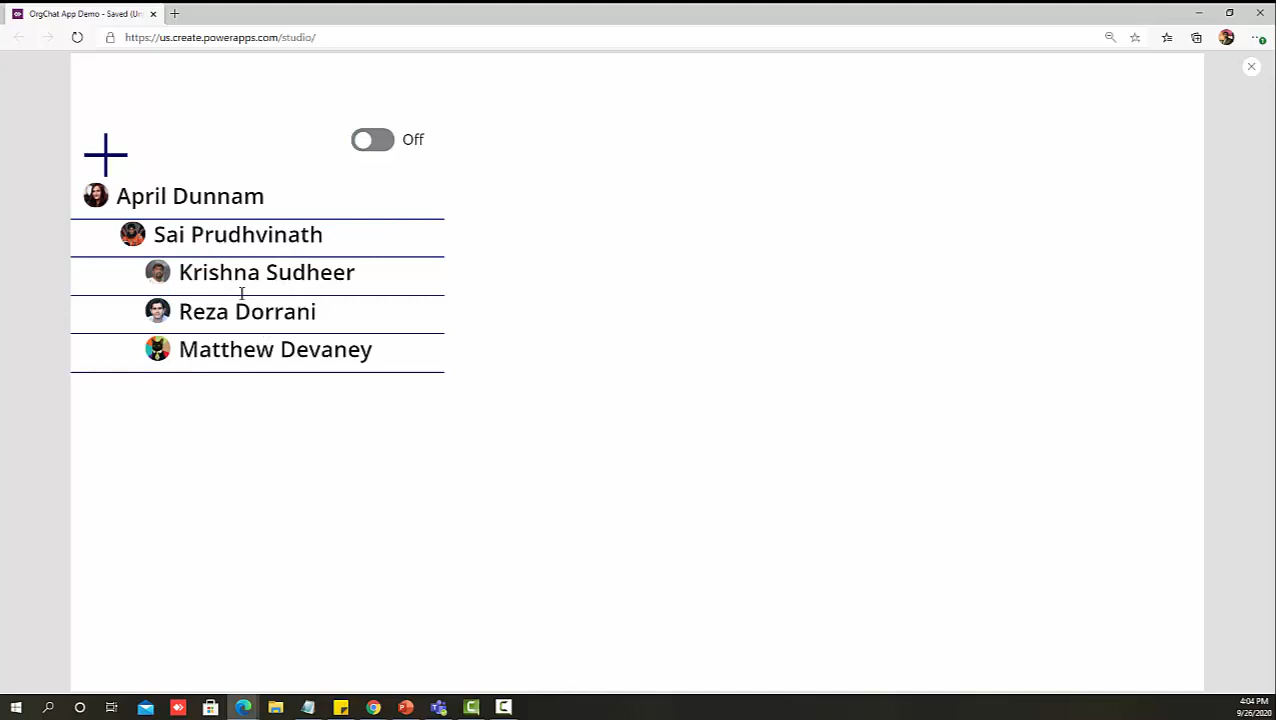 OrgChat App Demo - Saved (Un
https://us.create.powerapps.com/studio/
Off
April Dunnam
Sai Prudhvinath
Krishna Sudheer
Reza Dorrani
Matthew Devaney
4:04 PM
9/26/2020